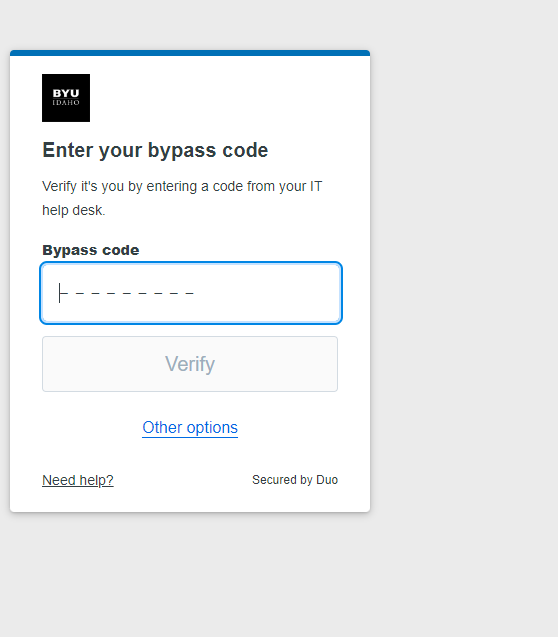 BYU
IDAHO
Enter your bypass code
Verify it's you by entering a code from your IT
help desk.
Bypass code
– – – – – – – – –
Verify
Other options
Need help? Secured by Duo